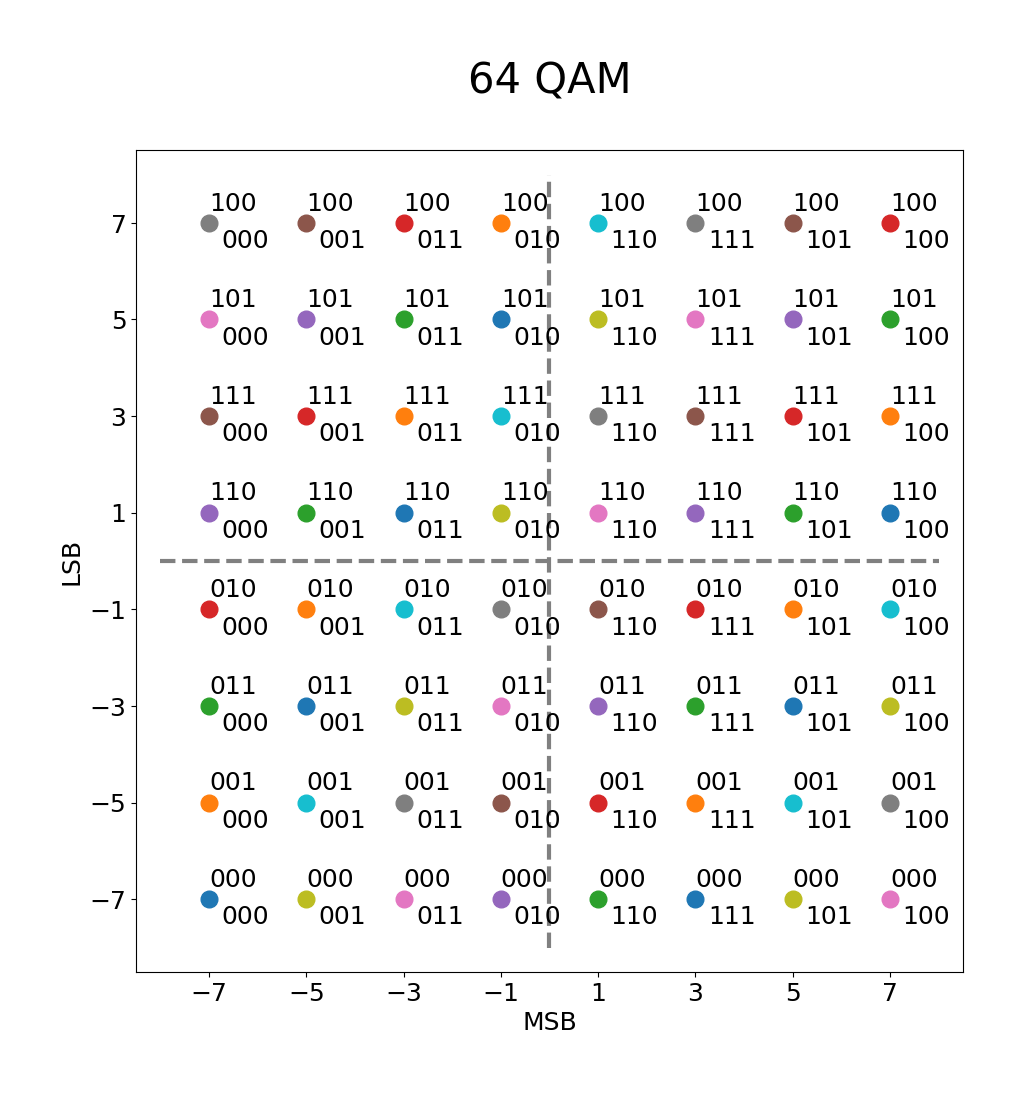 64 QAM
100 100 100 100 100 100 100 100
7
000 001 011 010 110 111 101 100
101 101 101 101 101 101 101 101
5
000 001 011 010 110 111 101 100
111 111 111 111 111 111 111 111
3
000 001 011 010 110 111 101 100
110 110 110 110 110 110 110 110
1
000 001 011 010 110 111 101 100
LSB
010 010 010 010 010 010 010 010
−1
000 001 011 010 110 111 101 100
011 011 011 011 011 011 011 011
−3
000 001 011 010 110 111 101 100
001 001 001 001 001 001 001 001
−5
000 001 011 010 110 111 101 100
000 000 000 000 000 000 000 000
−7
000 001 011 010 110 111 101 100
−7 −5 −3 −1 1 3 5 7
MSB